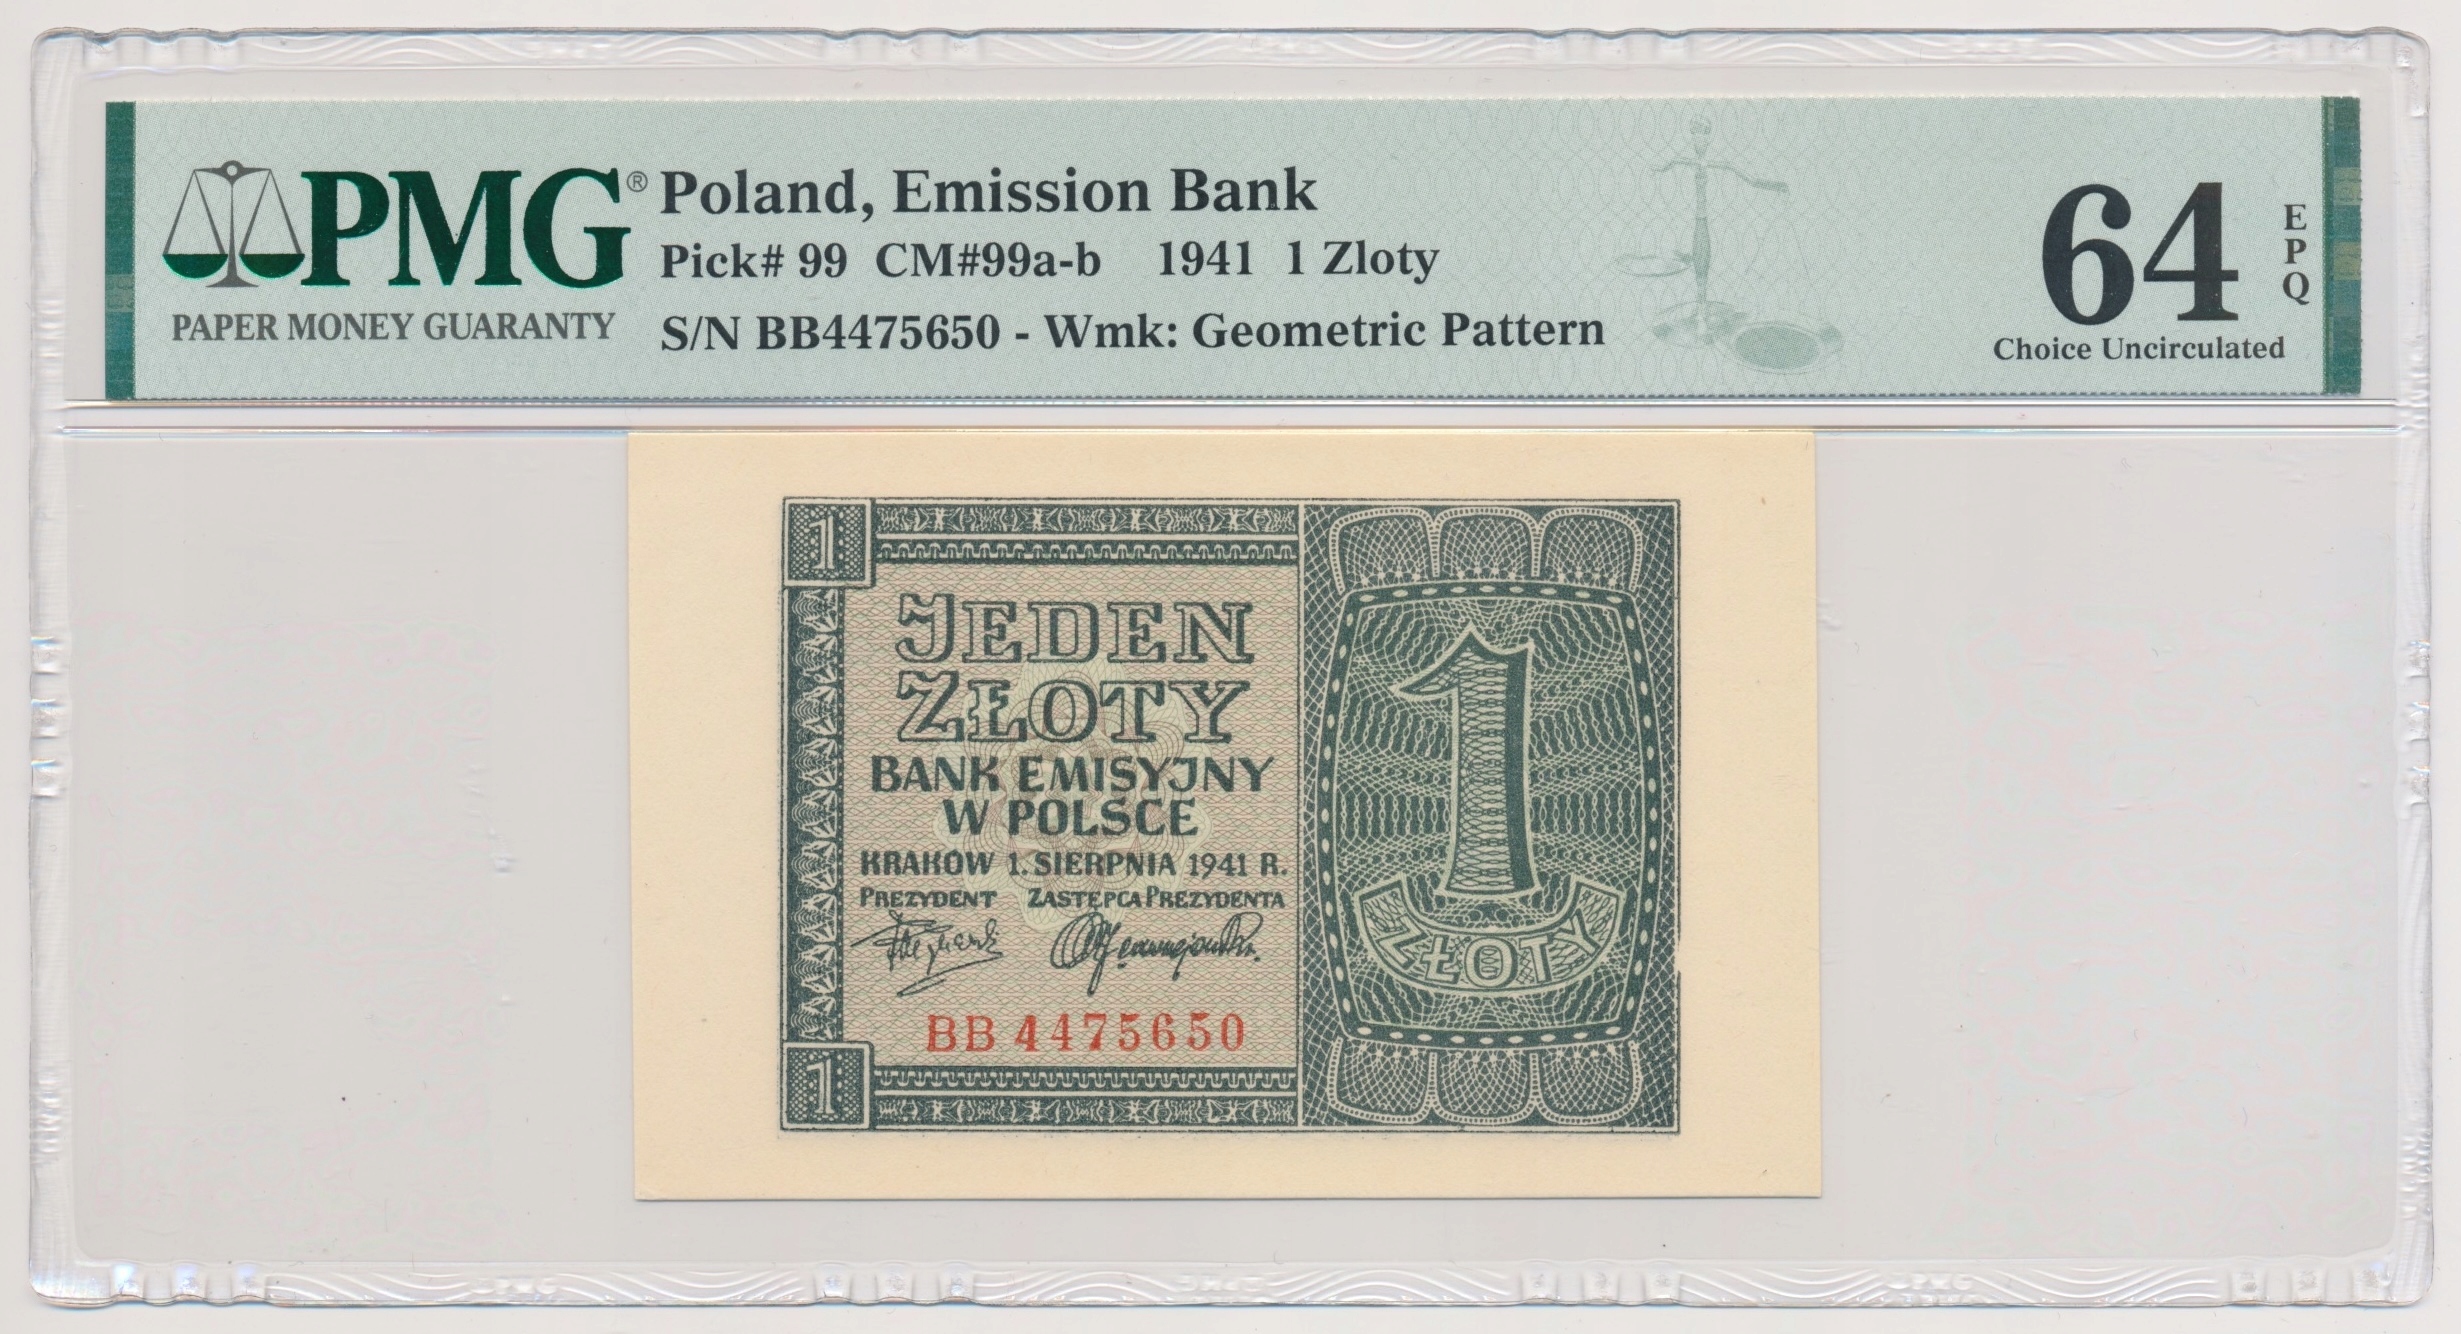 PMG®
PAPER MONEY GUARANTY
Poland, Emission Bank
Pick# 99 CM#99a-b 1941 1 Zloty
S/N BB4475650 - Wmk: Geometric Pattern
64
EPQ
Choice Uncirculated
1
JEDEN
ZŁOTY
BANK EMISYJNY
W POLSCE
KRAKÓW 1. SIERPNIA 1941 R.
PREZYDENT ZASTĘPCA PREZYDENTA
BB 4475650
1
1
ZŁOTY